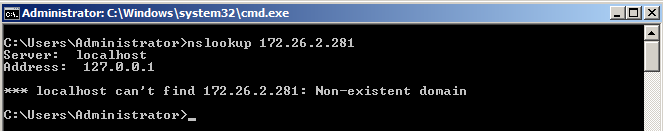 Administrator: C:\Windows\system32\cmd.exe
C:\Users\Administrator>nslookup 172.26.2.281
Server:  localhost
Address:  127.0.0.1
*** localhost can't find 172.26.2.281: Non-existent domain
C:\Users\Administrator>_